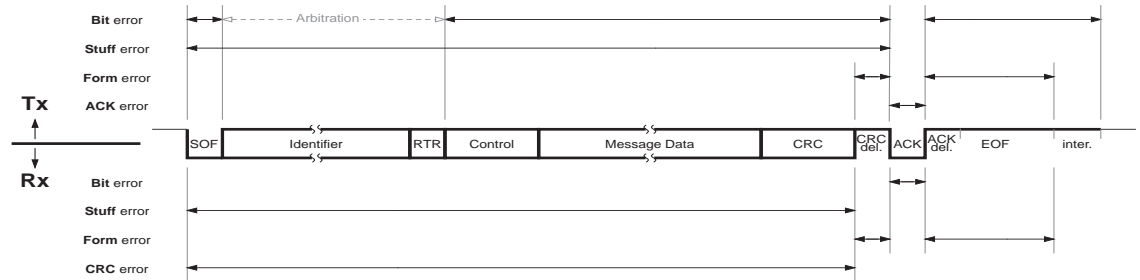 Bit error
Arbitration
Stuff error
Form error
ACK error
Tx
SOF
Identifier
RTR
Control
Message Data
CRC
CRC del.
ACK
ACK del.
EOF
inter.
Rx
Bit error
Stuff error
Form error
CRC error